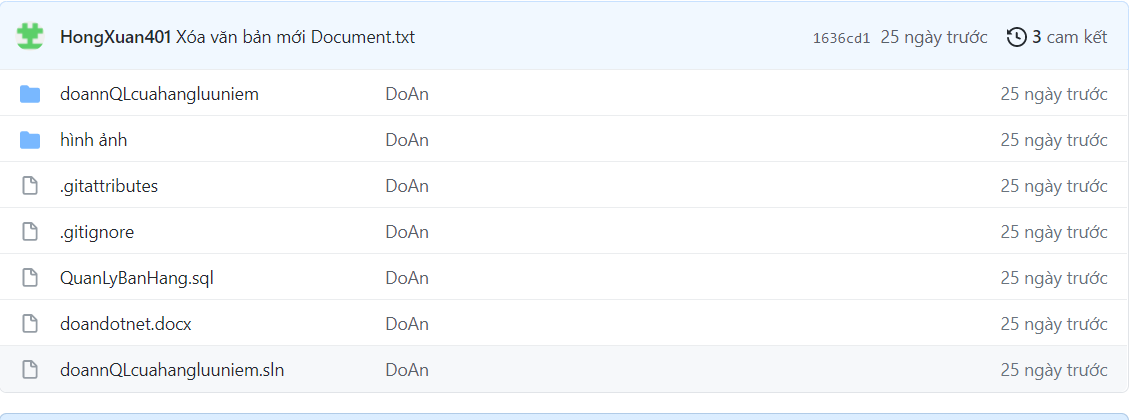 HongXuan401 Xóa văn bản mới Document.txt 1636cd1 25 ngày trước 3 cam kết
doannQLcuahangluuniem DoAn 25 ngày trước
hình ảnh DoAn 25 ngày trước
.gitattributes DoAn 25 ngày trước
.gitignore DoAn 25 ngày trước
QuanLyBanHang.sql DoAn 25 ngày trước
doandotnet.docx DoAn 25 ngày trước
doannQLcuahangluuniem.sln DoAn 25 ngày trước